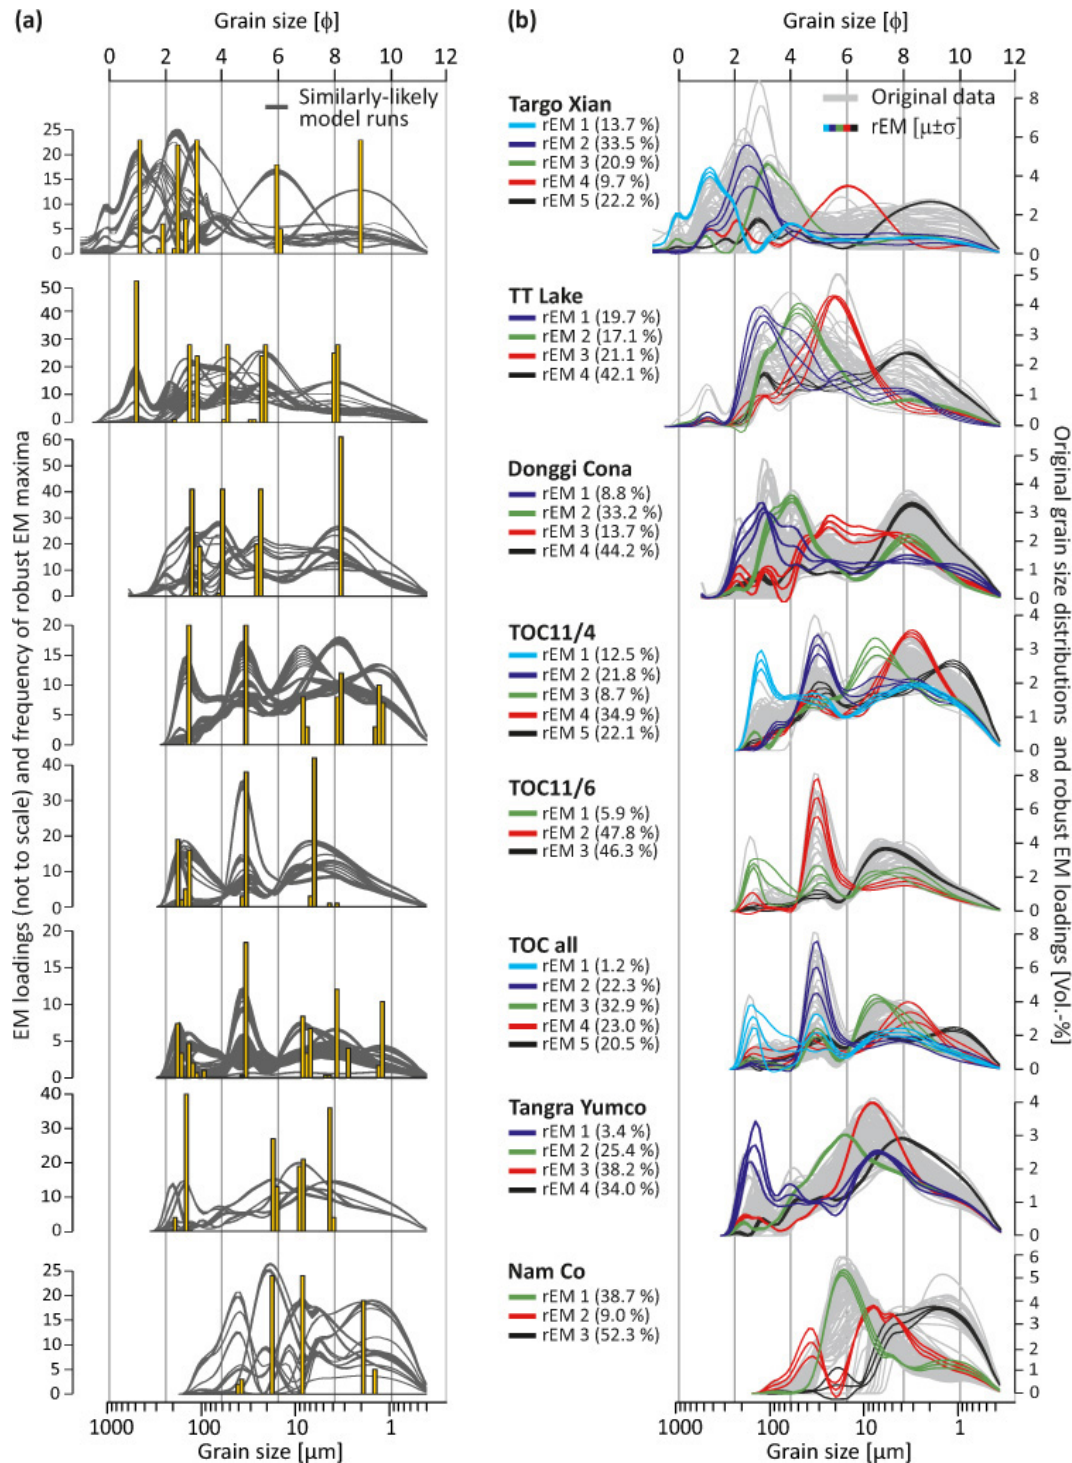 (a)
Grain size [ϕ]
0 2 4 6 8 10 12
Similarly-likely
model runs
25
20
15
10
5
0
50
40
30
20
10
0
60
50
40
30
20
10
0
20
15
10
5
0
40
30
20
10
0
20
15
10
5
0
40
30
20
10
0
25
20
15
10
5
0
EM loadings (not to scale) and frequency of robust EM maxima
1000 100 10 1
Grain size [μm]
(b)
Grain size [ϕ]
0 2 4 6 8 10 12
Original data
rEM [μ±σ]
Targo Xian
rEM 1 (13.7 %)
rEM 2 (33.5 %)
rEM 3 (20.9 %)
rEM 4 (9.7 %)
rEM 5 (22.2 %)
8
6
4
2
0
TT Lake
rEM 1 (19.7 %)
rEM 2 (17.1 %)
rEM 3 (21.1 %)
rEM 4 (42.1 %)
5
4
3
2
1
0
Donggi Cona
rEM 1 (8.8 %)
rEM 2 (33.2 %)
rEM 3 (13.7 %)
rEM 4 (44.2 %)
5
4
3
2
1
0
TOC11/4
rEM 1 (12.5 %)
rEM 2 (21.8 %)
rEM 3 (8.7 %)
rEM 4 (34.9 %)
rEM 5 (22.1 %)
4
3
2
1
0
TOC11/6
rEM 1 (5.9 %)
rEM 2 (47.8 %)
rEM 3 (46.3 %)
8
6
4
2
0
TOC all
rEM 1 (1.2 %)
rEM 2 (22.3 %)
rEM 3 (32.9 %)
rEM 4 (23.0 %)
rEM 5 (20.5 %)
8
6
4
2
0
Tangra Yumco
rEM 1 (3.4 %)
rEM 2 (25.4 %)
rEM 3 (38.2 %)
rEM 4 (34.0 %)
4
3
2
1
0
Nam Co
rEM 1 (38.7 %)
rEM 2 (9.0 %)
rEM 3 (52.3 %)
6
5
4
3
2
1
0
Original grain size distributions and robust EM loadings [Vol.-%]
1000 100 10 1
Grain size [μm]